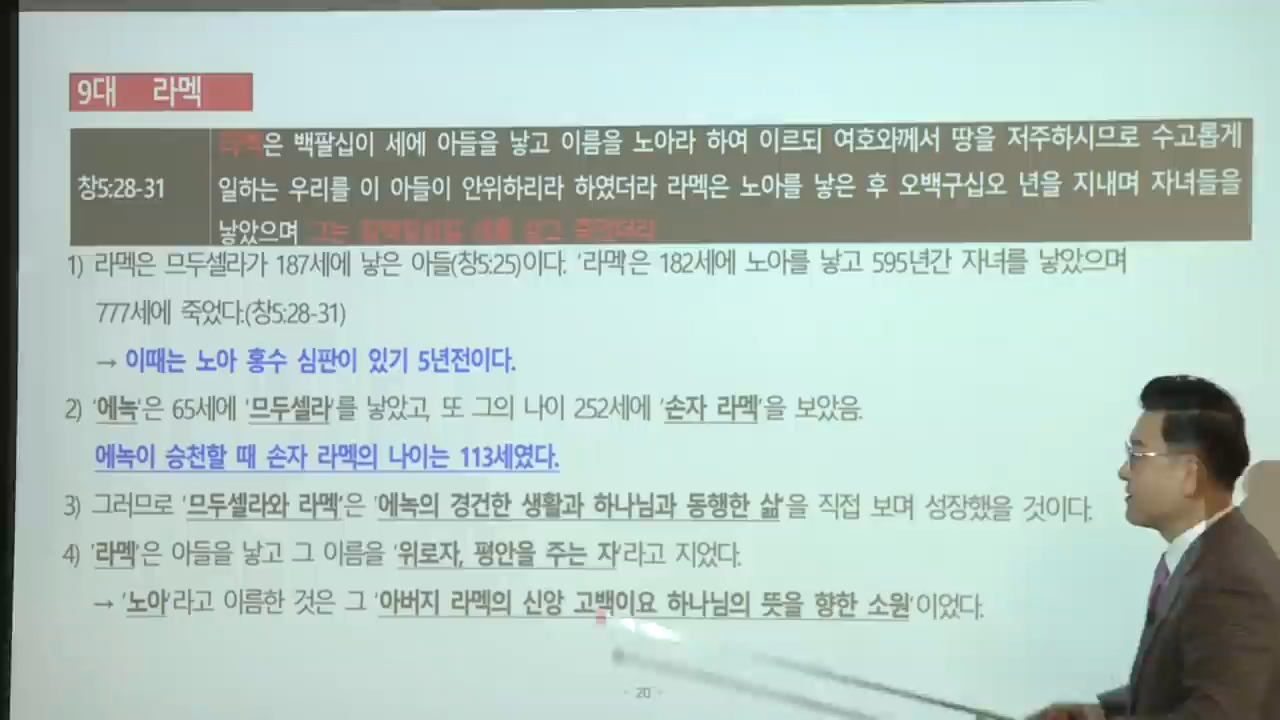 9대 라멕
라멕은 백팔십이 세에 아들을 낳고 이름을 노아라 하여 이르되 여호와께서 땅을 저주하시므로 수고롭게
창5:28-31
일하는 우리를 이 아들이 안위하리라 하였더라 라멕은 노아를 낳은 후 오백구십오 년을 지내며 자녀들을
낳았으며 그는 칠백칠십칠 세를 살고 죽었더라
1) 라멕은 므두셀라가 187세에 낳은 아들(창5:25)이다. '라멕'은 182세에 노아를 낳고 595년간 자녀를 낳았으며
777세에 죽었다.(창5:28-31)
→ 이때는 노아 홍수 심판이 있기 5년전이다.
2) '에녹'은 65세에 '므두셀라'를 낳았고, 또 그의 나이 252세에 '손자 라멕'을 보았음.
에녹이 승천할 때 손자 라멕의 나이는 113세였다.
3) 그러므로 '므두셀라와 라멕'은 '에녹의 경건한 생활과 하나님과 동행한 삶'을 직접 보며 성장했을 것이다.
4) '라멕'은 아들을 낳고 그 이름을 '위로자, 평안을 주는 자'라고 지었다.
→ '노아'라고 이름한 것은 그 '아버지 라멕의 신앙 고백이요 하나님의 뜻을 향한 소원'이었다.
- 20 -